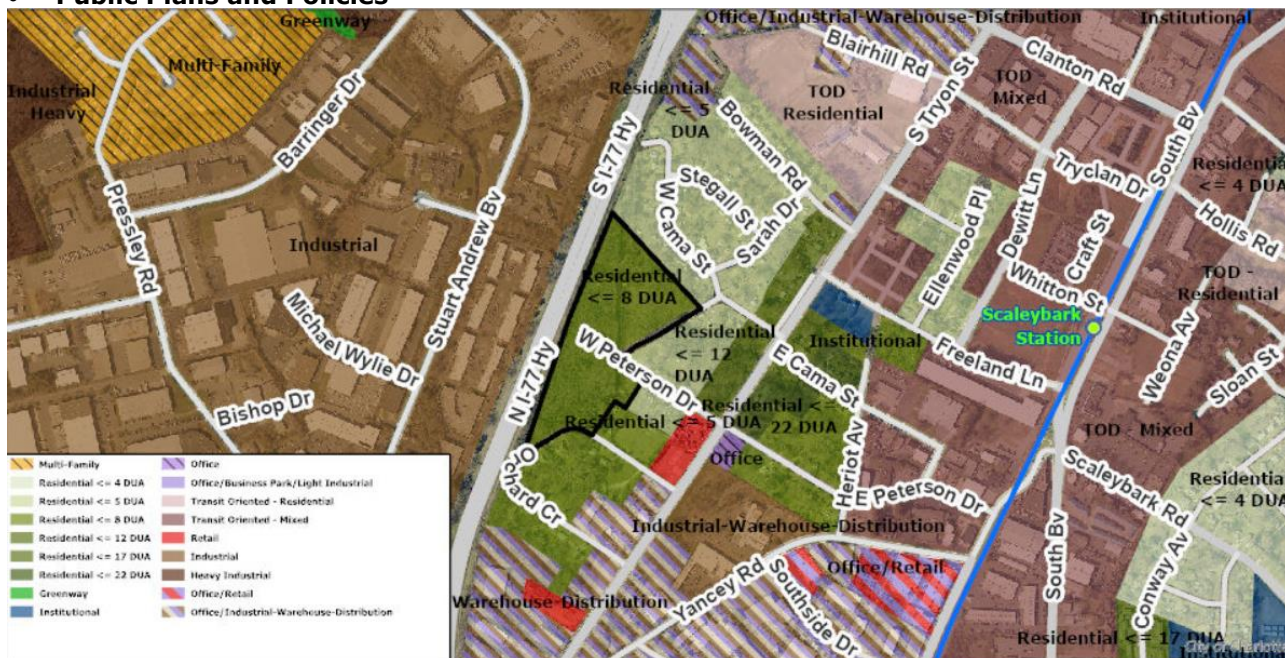 • Public Plans and Policies
Greenway
Office/Industrial-Warehouse-Distribution
Institutional
Multi-Family
Blairhill Rd
Clanton Rd
Industrial
Heavy
Barringer Dr
Residential
<= 5
DUA
TOD -
Residential
S Tryon St
TOD -
Mixed
South Bv
S I-77 Hy
Bowman Rd
Tryclan Dr
Residential
<= 4 DUA
Stegall St
W Cama St
Sarah Dr
Pressley Rd
Stuart Andrew Bv
Industrial
Ellenwood Pl
Dewitt Ln
Craft St
Hollis Rd
Residential
<= 8 DUA
Whitton St
TOD -
Residential
Scaleybark
Station
Michael Wylie Dr
N I-77 Hy
W Peterson Dr
Residential
<= 12
DUA
Institutional
E Cama St
Freeland Ln
Weona Av
Sloan St
Bishop Dr
Residential <= 5 DUA
Residential <=
22 DUA
TOD - Mixed
Orchard Cr
Office
Heriot Av
E Peterson Dr
Scaleybark Rd
Residential
<= 4 DUA
Industrial-Warehouse-Distribution
South Bv
Conway Av
Office/Retail
Warehouse-Distribution
Yancey Rd
Southside Dr
Residential <= 17 DUA
Multi-Family
Residential <= 4 DUA
Residential <= 5 DUA
Residential <= 8 DUA
Residential <= 12 DUA
Residential <= 17 DUA
Residential <= 22 DUA
Greenway
Institutional
Office
Office/Business Park/Light Industrial
Transit Oriented - Residential
Transit Oriented - Mixed
Retail
Industrial
Heavy Industrial
Office/Retail
Office/Industrial-Warehouse-Distribution